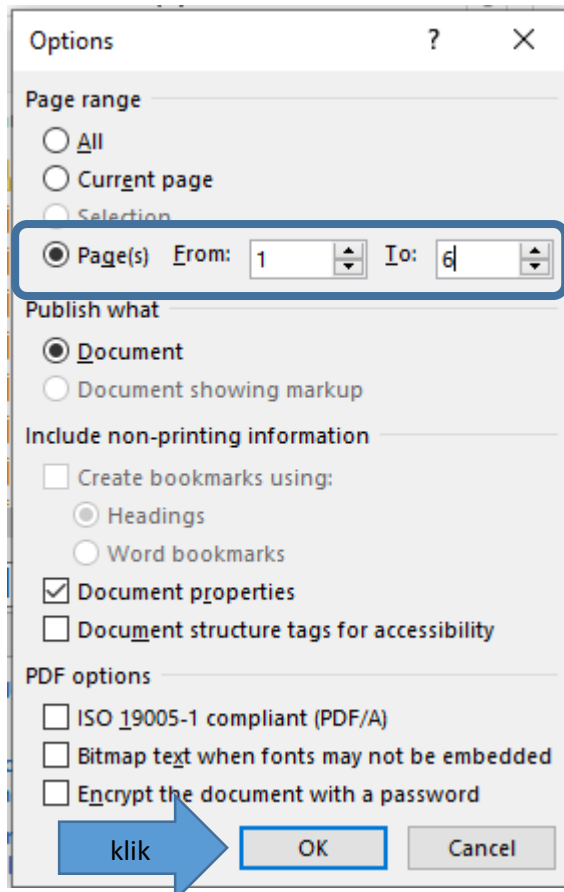 Options ? ×
Page range
All
Current page
Selection
Page(s) From: 1 To: 6
Publish what
Document
Document showing markup
Include non-printing information
Create bookmarks using:
Headings
Word bookmarks
Document properties
Document structure tags for accessibility
PDF options
ISO 19005-1 compliant (PDF/A)
Bitmap text when fonts may not be embedded
Encrypt the document with a password
klik OK Cancel